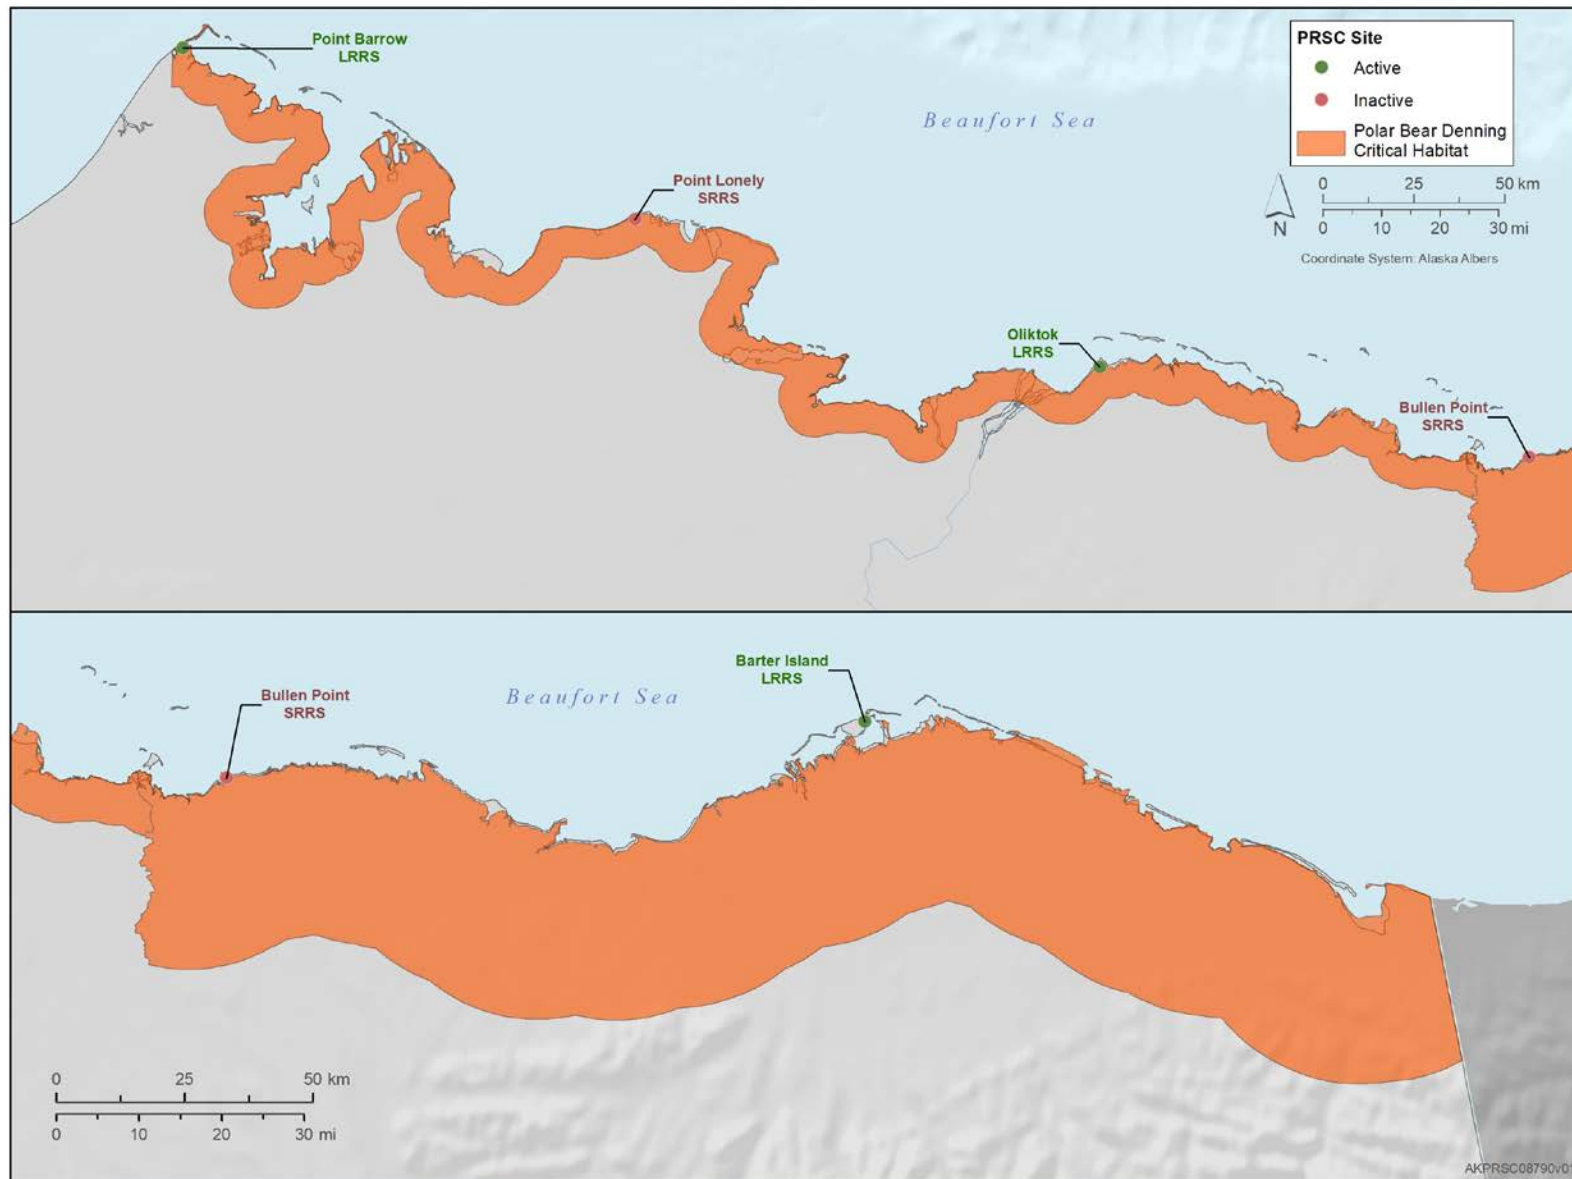 Point Barrow
LRRS
PRSC Site
Active
Inactive
Polar Bear Denning
Critical Habitat
Beaufort Sea
Point Lonely
SRRS
0 25 50 km
N
0 10 20 30 mi
Coordinate System: Alaska Albers
Oliktok
LRRS
Bullen Point
SRRS
Barter Island
LRRS
Bullen Point
SRRS
Beaufort Sea
0 25 50 km
0 10 20 30 mi
AKPRSC08790v01